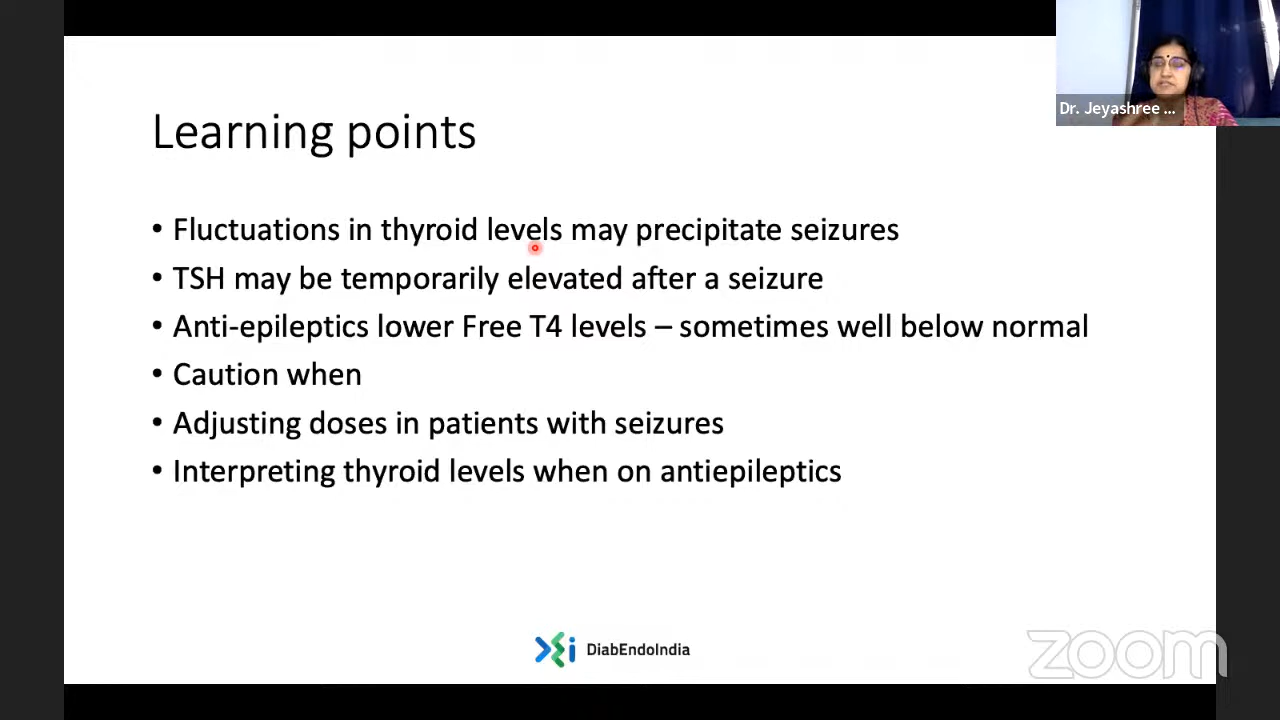 Dr. Jeyashree ...
Learning points
• Fluctuations in thyroid levels may precipitate seizures
• TSH may be temporarily elevated after a seizure
• Anti-epileptics lower Free T4 levels – sometimes well below normal
• Caution when
• Adjusting doses in patients with seizures
• Interpreting thyroid levels when on antiepileptics
DiabEndoIndia
zoom